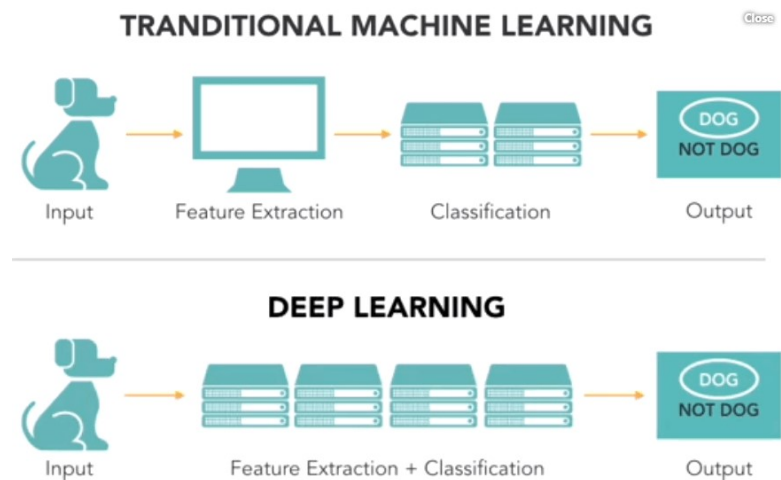 TRANDITIONAL MACHINE LEARNING
Close
DOG
NOT DOG
Input
Feature Extraction
Classification
Output
DEEP LEARNING
DOG
NOT DOG
Input
Feature Extraction + Classification
Output